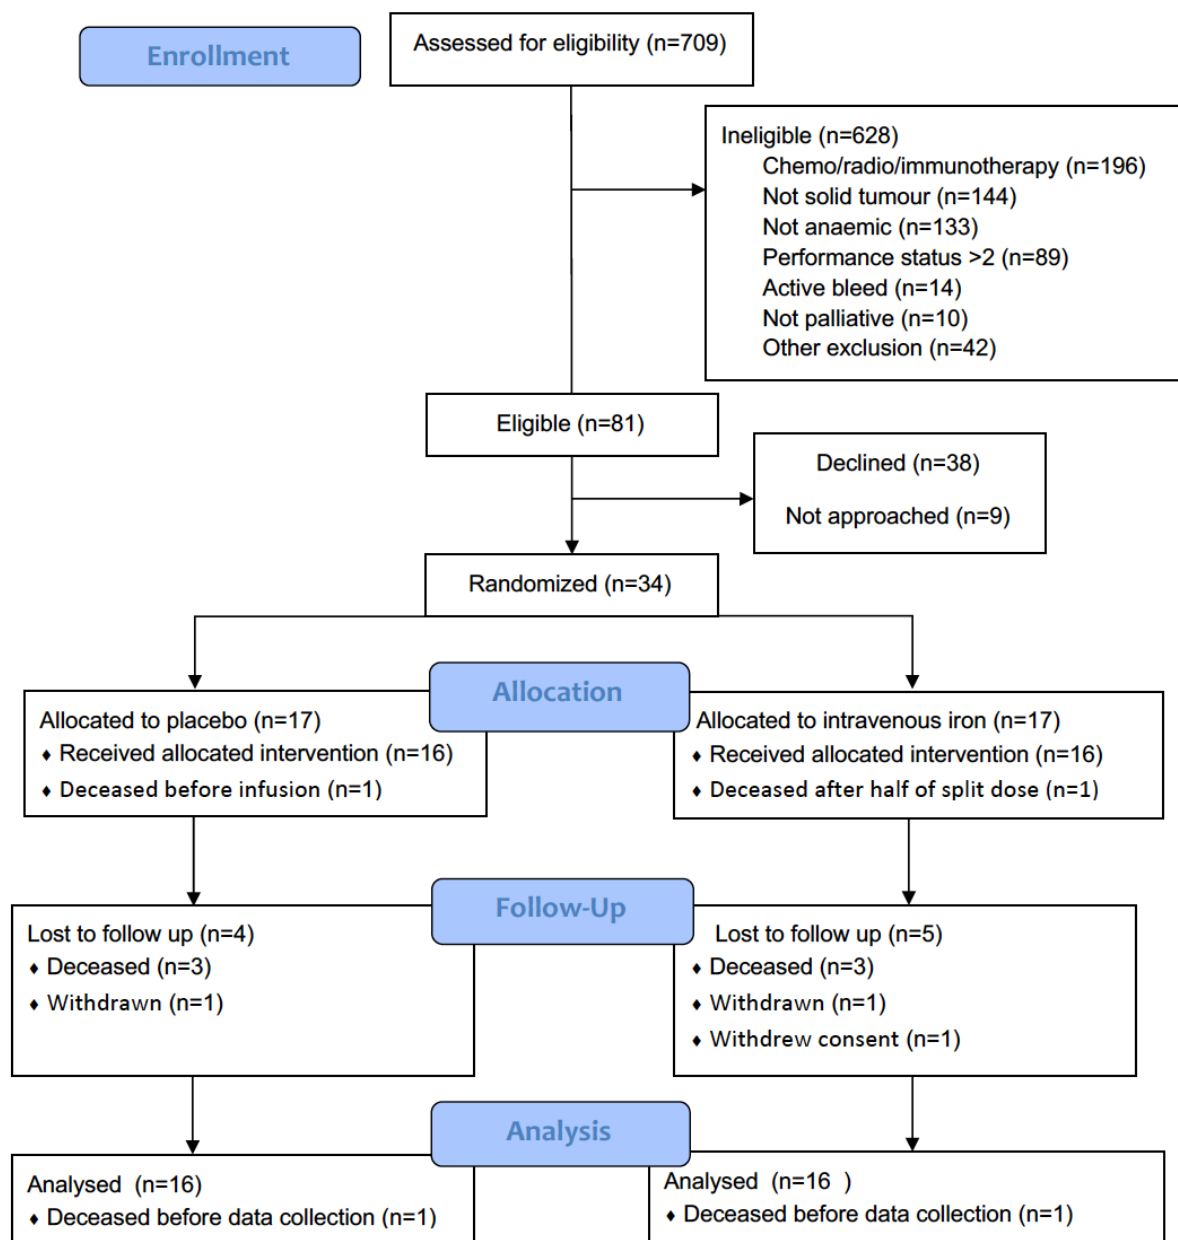 Enrollment
Assessed for eligibility (n=709)
Ineligible (n=628)
Chemo/radio/immunotherapy (n=196)
Not solid tumour (n=144)
Not anaemic (n=133)
Performance status >2 (n=89)
Active bleed (n=14)
Not palliative (n=10)
Other exclusion (n=42)
Eligible (n=81)
Declined (n=38)
Not approached (n=9)
Randomized (n=34)
Allocation
Allocated to placebo (n=17)
♦ Received allocated intervention (n=16)
♦ Deceased before infusion (n=1)
Allocated to intravenous iron (n=17)
♦ Received allocated intervention (n=16)
♦ Deceased after half of split dose (n=1)
Follow-Up
Lost to follow up (n=4)
♦ Deceased (n=3)
♦ Withdrawn (n=1)
Lost to follow up (n=5)
♦ Deceased (n=3)
♦ Withdrawn (n=1)
♦ Withdrew consent (n=1)
Analysis
Analysed (n=16)
♦ Deceased before data collection (n=1)
Analysed (n=16 )
♦ Deceased before data collection (n=1)